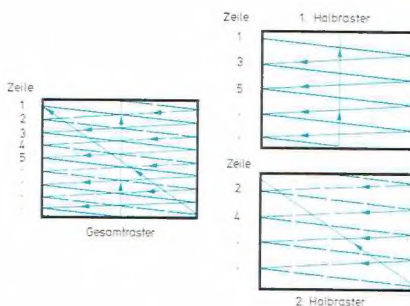 Zeile
1
2
3
4
5
.
.
.
Gesamtraster
Zeile
1. Halbraster
1
3
5
.
.
Zeile
2
4
.
.
2. Halbraster